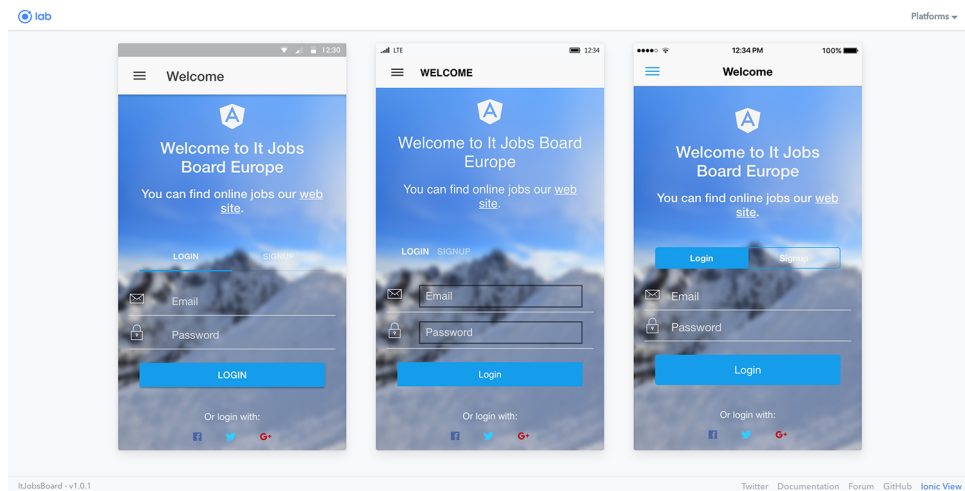 lab
Platforms
12:30
Welcome
Welcome to It Jobs
Board Europe
You can find online jobs our web
site.
LOGIN
SIGNUP
Email
Password
LOGIN
Or login with:
G+
LTE
12:34
WELCOME
Welcome to It Jobs Board
Europe
You can find online jobs our web
site.
LOGIN SIGNUP
Email
Password
Login
Or login with:
G+
12:34 PM
100%
Welcome
Welcome to It Jobs
Board Europe
You can find online jobs our web
site.
Login
Signup
Email
Password
Login
Or login with:
G+
ItJobsBoard - v1.0.1
Twitter Documentation Forum GitHub Ionic View